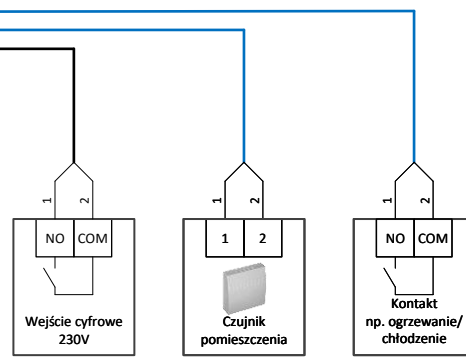 1 2 1 2 1 2
NO COM 1 2 NO COM
Wejście cyfrowe
230V
Czujnik
pomieszczenia
Kontakt
np. ogrzewanie/
chłodzenie